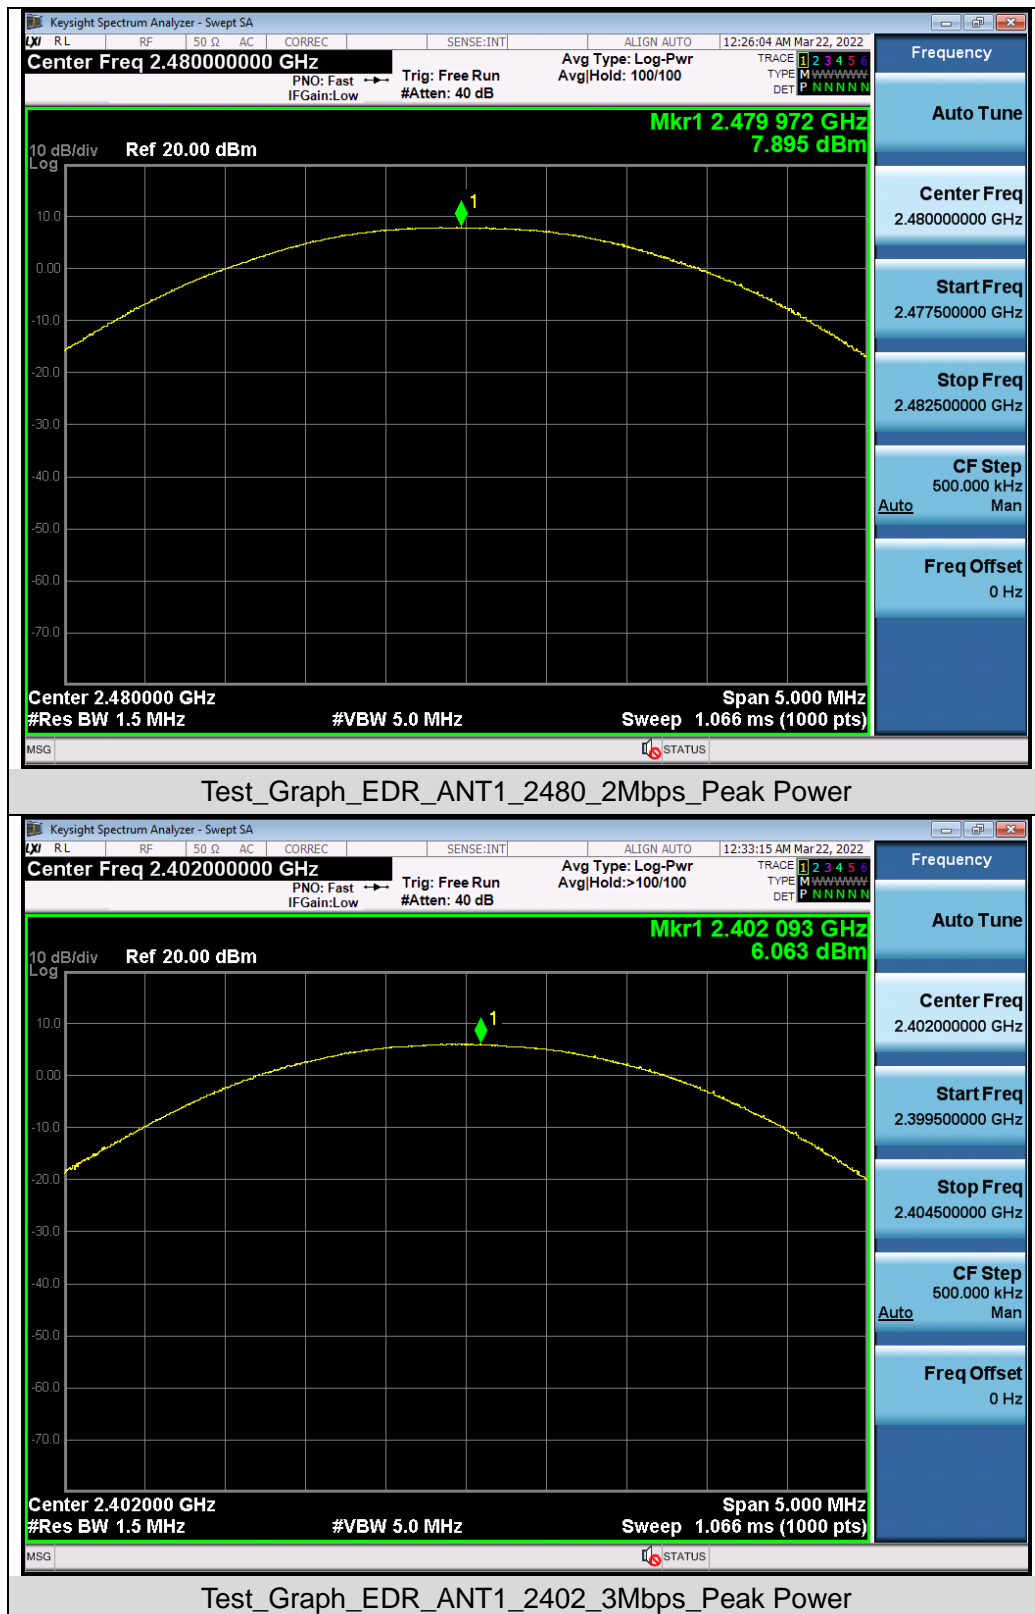 Keysight Spectrum Analyzer - Swept SA
LXI RL RF 50 Ω AC CORREC SENSE:INT ALIGN AUTO 12:26:04 AM Mar 22, 2022
Center Freq 2.480000000 GHz
PNO: Fast
IFGain:Low
Trig: Free Run
#Atten: 40 dB
Avg Type: Log-Pwr
Avg|Hold: 100/100
TRACE 1 2 3 4 5 6
TYPE M WWWWW
DET P N N N N N
Mkr1 2.479 972 GHz
7.895 dBm
10 dB/div Ref 20.00 dBm
Log
1
10.0
0.00
-10.0
-20.0
-30.0
-40.0
-50.0
-60.0
-70.0
Center 2.480000 GHz Span 5.000 MHz
#Res BW 1.5 MHz #VBW 5.0 MHz Sweep 1.066 ms (1000 pts)
MSG STATUS
Frequency
Auto Tune
Center Freq
2.480000000 GHz
Start Freq
2.477500000 GHz
Stop Freq
2.482500000 GHz
CF Step
500.000 kHz
Auto Man
Freq Offset
0 Hz
Test_Graph_EDR_ANT1_2480_2Mbps_Peak Power
Keysight Spectrum Analyzer - Swept SA
LXI RL RF 50 Ω AC CORREC SENSE:INT ALIGN AUTO 12:33:15 AM Mar 22, 2022
Center Freq 2.402000000 GHz
PNO: Fast
IFGain:Low
Trig: Free Run
#Atten: 40 dB
Avg Type: Log-Pwr
Avg|Hold:>100/100
TRACE 1 2 3 4 5 6
TYPE M WWWWW
DET P N N N N N
Mkr1 2.402 093 GHz
6.063 dBm
10 dB/div Ref 20.00 dBm
Log
1
10.0
0.00
-10.0
-20.0
-30.0
-40.0
-50.0
-60.0
-70.0
Center 2.402000 GHz Span 5.000 MHz
#Res BW 1.5 MHz #VBW 5.0 MHz Sweep 1.066 ms (1000 pts)
MSG STATUS
Frequency
Auto Tune
Center Freq
2.402000000 GHz
Start Freq
2.399500000 GHz
Stop Freq
2.404500000 GHz
CF Step
500.000 kHz
Auto Man
Freq Offset
0 Hz
Test_Graph_EDR_ANT1_2402_3Mbps_Peak Power